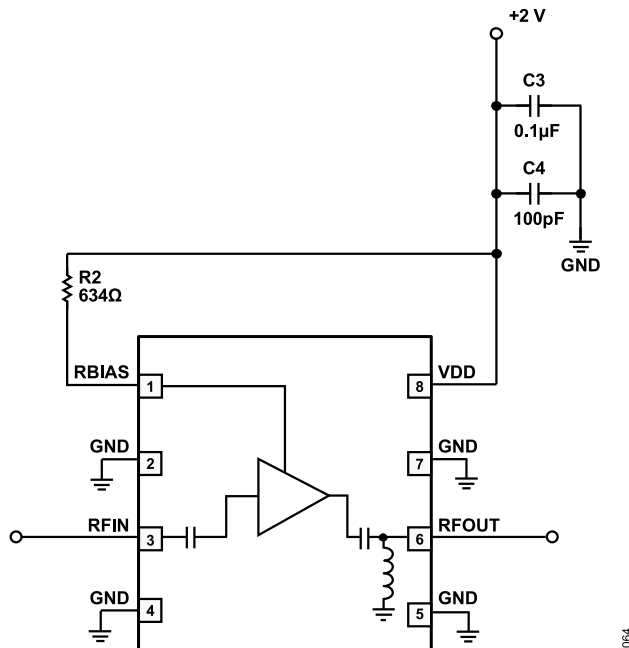 +2 V
C3
0.1µF
C4
100pF
GND
R2
634Ω
RBIAS
1
8
VDD
GND
2
7
GND
RFIN
3
6
RFOUT
GND
4
5
GND
064